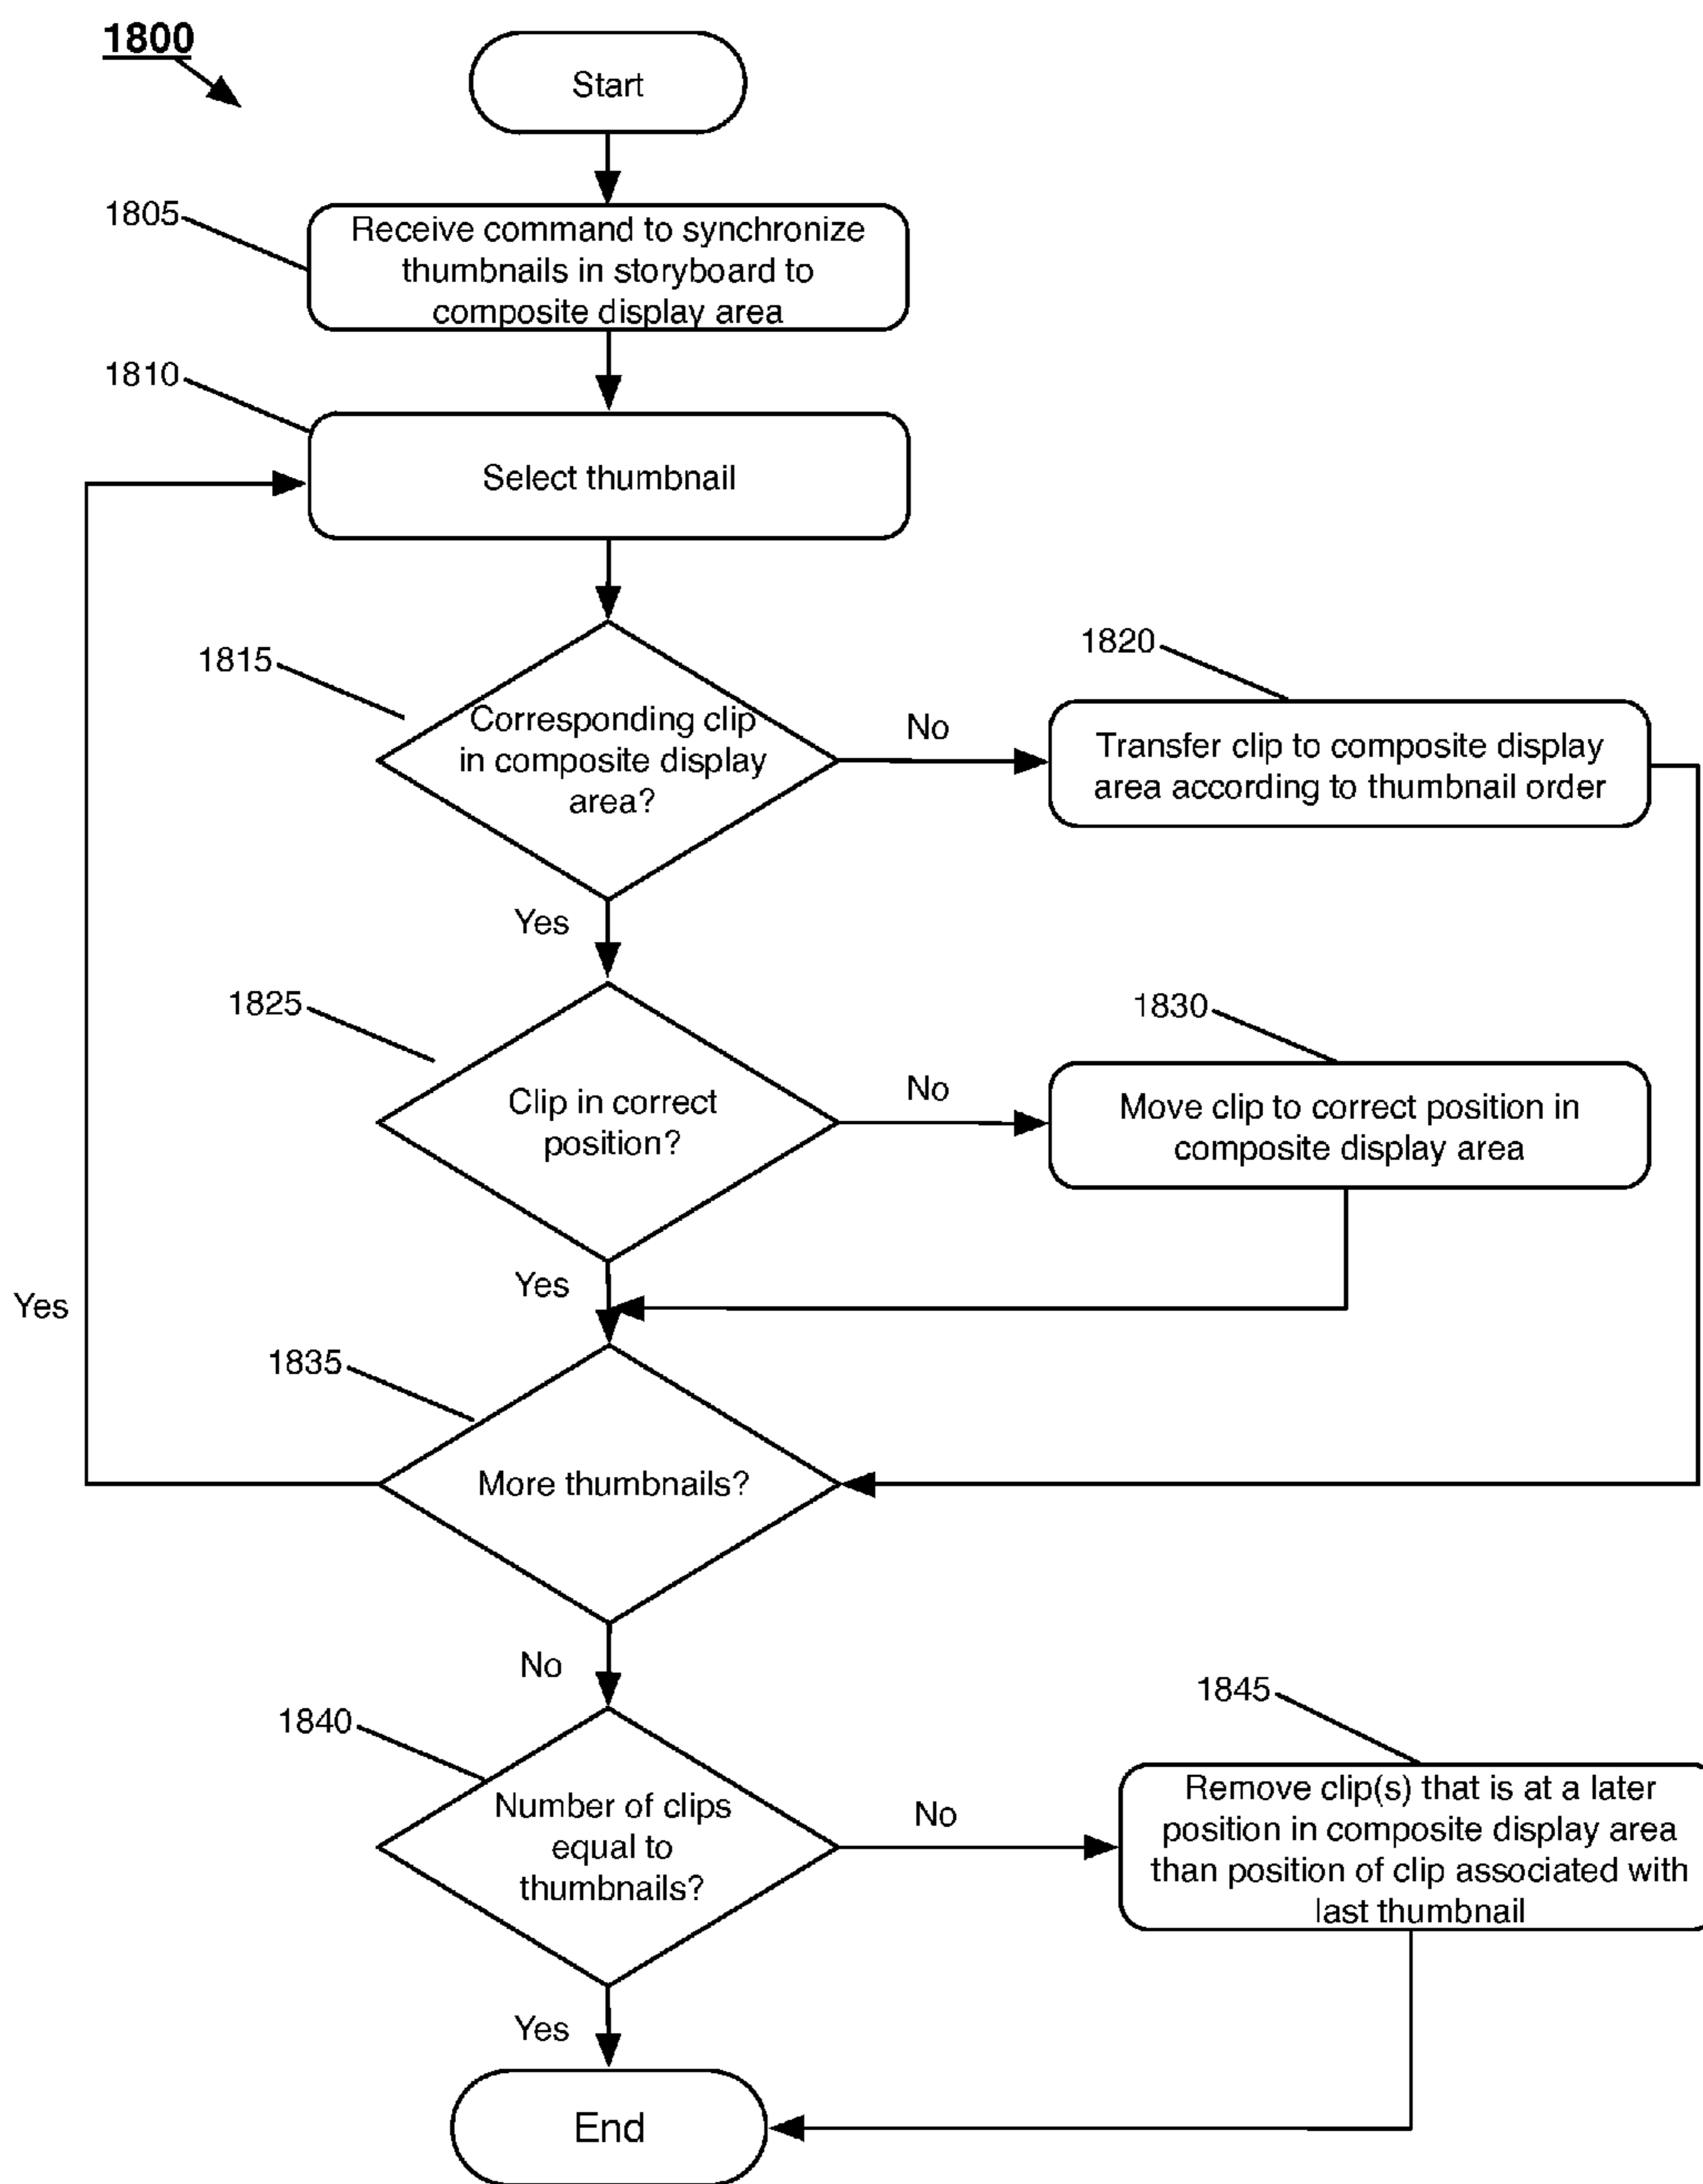 1800
Start
1805
Receive command to synchronize
thumbnails in storyboard to
composite display area
1810
Select thumbnail
1815
Corresponding clip
in composite display
area?
No
1820
Transfer clip to composite display
area according to thumbnail order
Yes
1825
Clip in correct
position?
No
1830
Move clip to correct position in
composite display area
Yes
Yes
1835
More thumbnails?
No
1840
Number of clips
equal to
thumbnails?
No
1845
Remove clip(s) that is at a later
position in composite display area
than position of clip associated with
last thumbnail
Yes
End